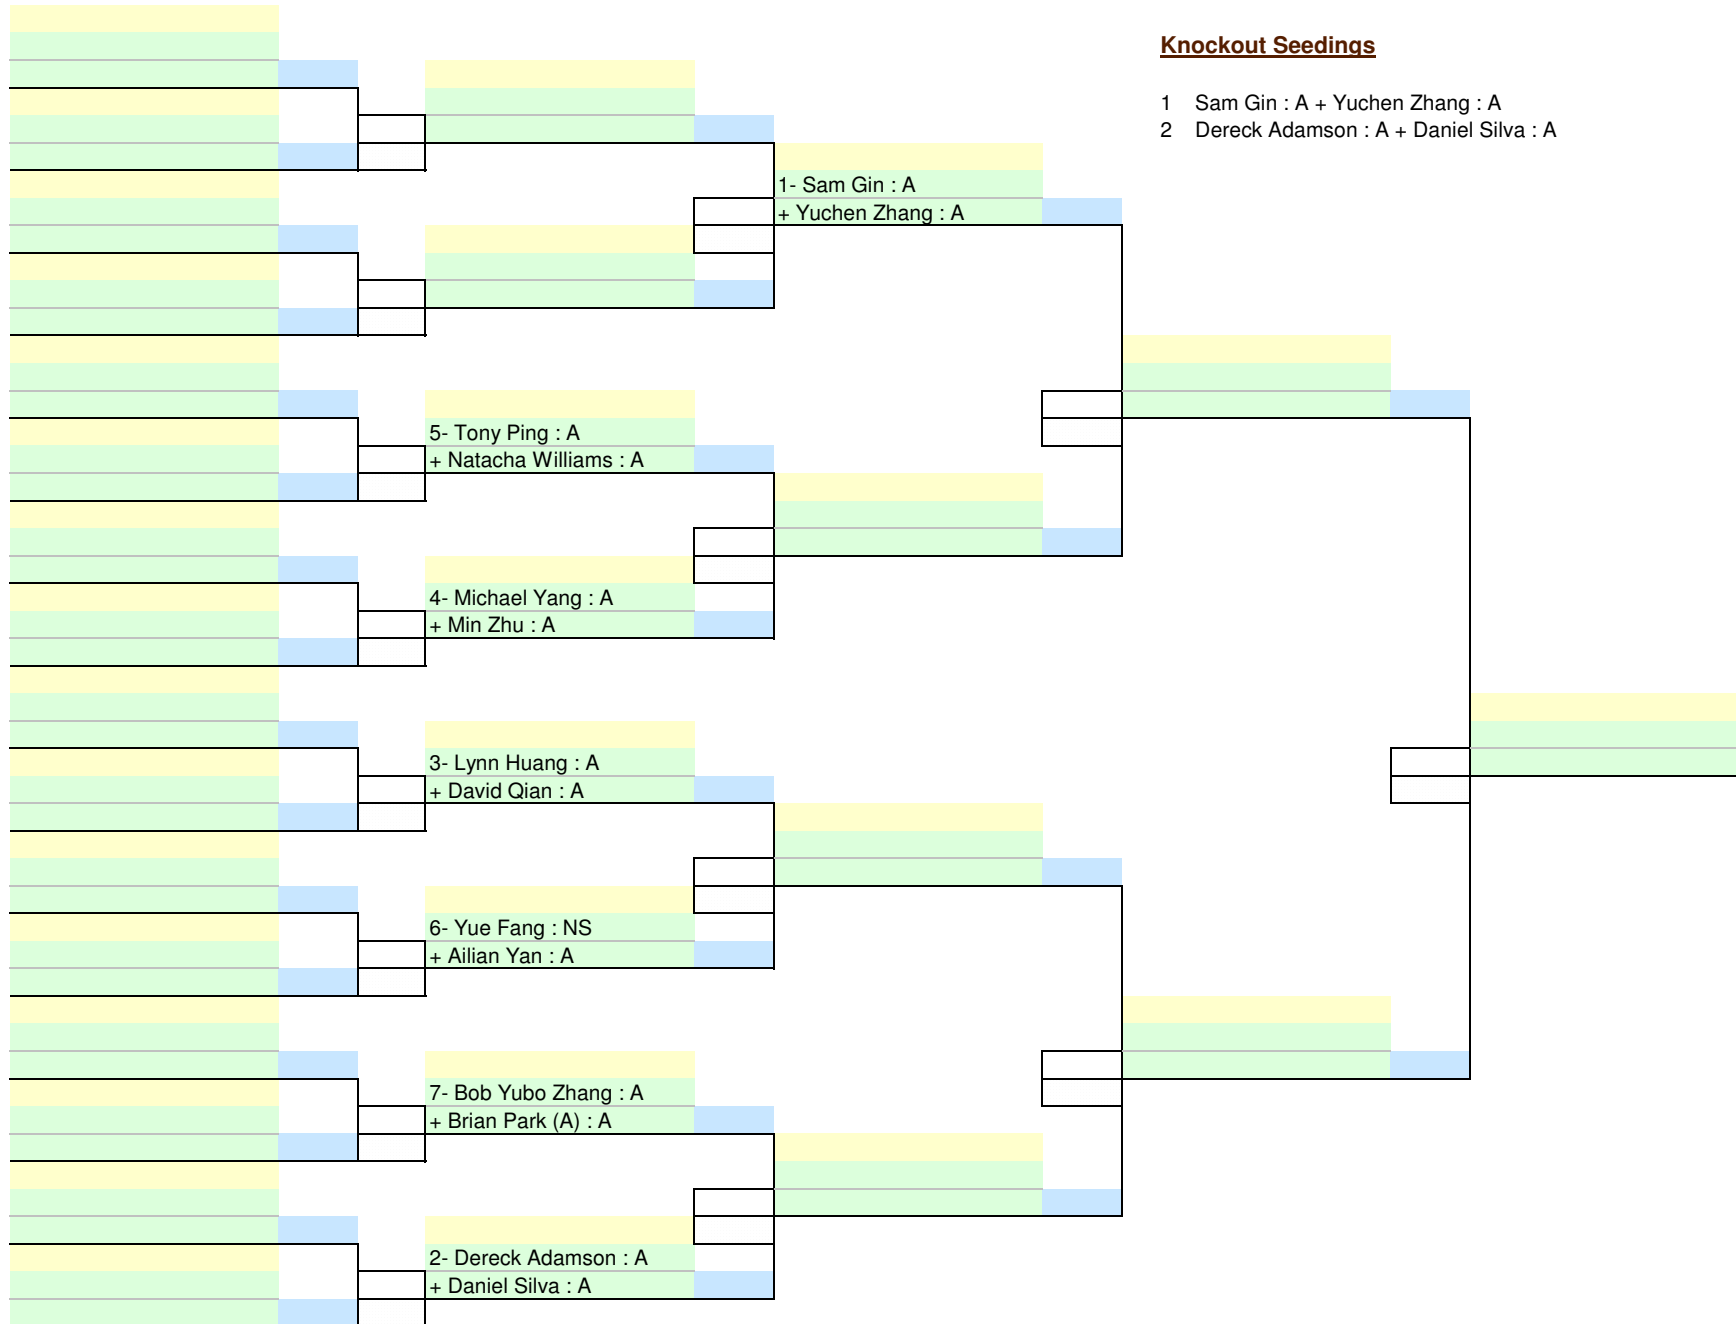 Knockout Seedings
1 Sam Gin : A + Yuchen Zhang : A
2 Dereck Adamson : A + Daniel Silva : A
1- Sam Gin : A
+ Yuchen Zhang : A
5- Tony Ping : A
+ Natacha Williams : A
4- Michael Yang : A
+ Min Zhu : A
3- Lynn Huang : A
+ David Qian : A
6- Yue Fang : NS
+ Ailian Yan : A
7- Bob Yubo Zhang : A
+ Brian Park (A) : A
2- Dereck Adamson : A
+ Daniel Silva : A